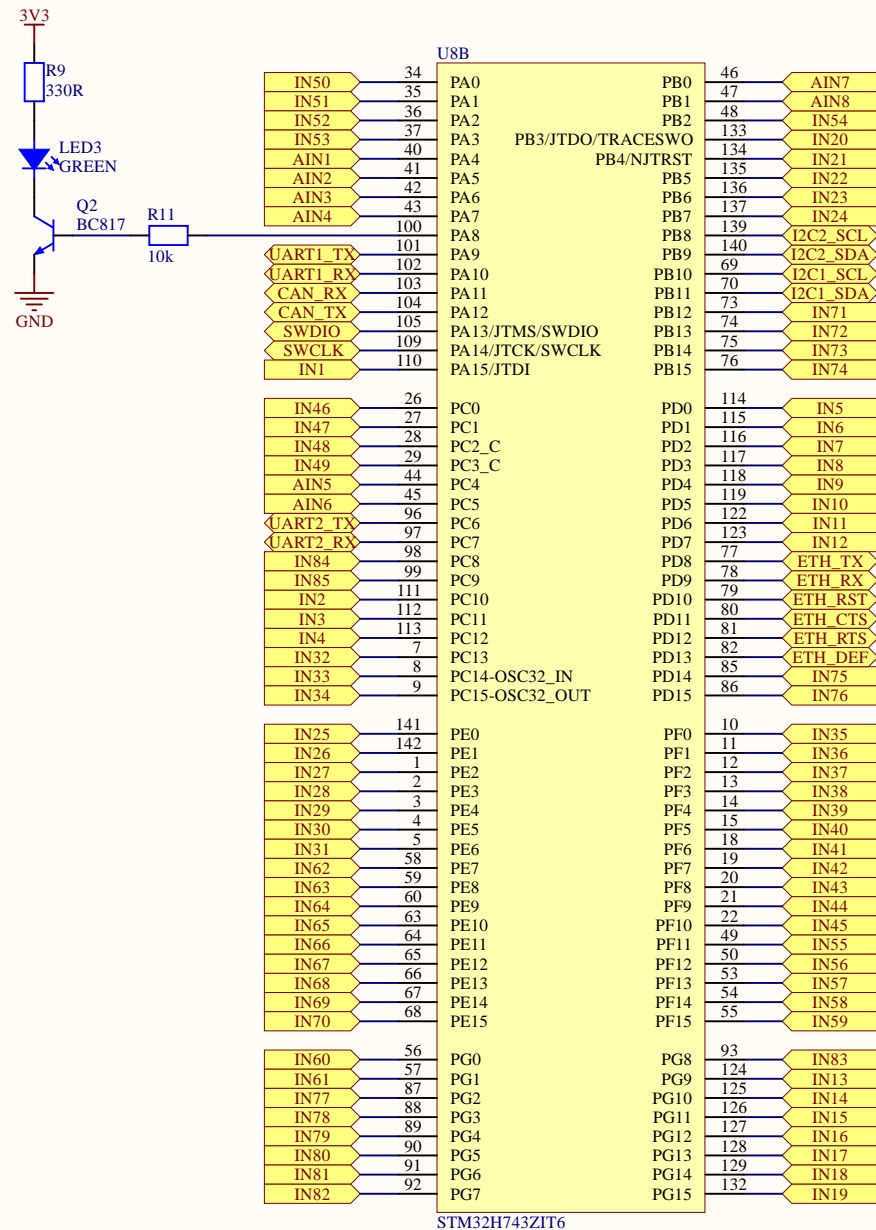 3V3
R9
330R
LED3
GREEN
Q2
BC817
R11
10k
GND
U8B
IN50 34 PA0 PB0 46 AIN7
IN51 35 PA1 PB1 47 AIN8
IN52 36 PA2 PB2 48 IN54
IN53 37 PA3 PB3/JTDO/TRACESWO 133 IN20
AIN1 40 PA4 PB4/NJTRST 134 IN21
AIN2 41 PA5 PB5 135 IN22
AIN3 42 PA6 PB6 136 IN23
AIN4 43 PA7 PB7 137 IN24
100 PA8 PB8 139 I2C2_SCL
UART1_TX 101 PA9 PB9 140 I2C2_SDA
UART1_RX 102 PA10 PB10 69 I2C1_SCL
CAN_RX 103 PA11 PB11 70 I2C1_SDA
CAN_TX 104 PA12 PB12 73 IN71
SWDIO 105 PA13/JTMS/SWDIO PB13 74 IN72
SWCLK 109 PA14/JTCK/SWCLK PB14 75 IN73
IN1 110 PA15/JTDI PB15 76 IN74
IN46 26 PC0 PD0 114 IN5
IN47 27 PC1 PD1 115 IN6
IN48 28 PC2_C PD2 116 IN7
IN49 29 PC3_C PD3 117 IN8
AIN5 44 PC4 PD4 118 IN9
AIN6 45 PC5 PD5 119 IN10
UART2_TX 96 PC6 PD6 122 IN11
UART2_RX 97 PC7 PD7 123 IN12
IN84 98 PC8 PD8 77 ETH_TX
IN85 99 PC9 PD9 78 ETH_RX
IN2 111 PC10 PD10 79 ETH_RST
IN3 112 PC11 PD11 80 ETH_CTS
IN4 113 PC12 PD12 81 ETH_RTS
IN32 7 PC13 PD13 82 ETH_DEF
IN33 8 PC14-OSC32_IN PD14 85 IN75
IN34 9 PC15-OSC32_OUT PD15 86 IN76
IN25 141 PE0 PF0 10 IN35
IN26 142 PE1 PF1 11 IN36
IN27 1 PE2 PF2 12 IN37
IN28 2 PE3 PF3 13 IN38
IN29 3 PE4 PF4 14 IN39
IN30 4 PE5 PF5 15 IN40
IN31 5 PE6 PF6 18 IN41
IN62 58 PE7 PF7 19 IN42
IN63 59 PE8 PF8 20 IN43
IN64 60 PE9 PF9 21 IN44
IN65 63 PE10 PF10 22 IN45
IN66 64 PE11 PF11 49 IN55
IN67 65 PE12 PF12 50 IN56
IN68 66 PE13 PF13 53 IN57
IN69 67 PE14 PF14 54 IN58
IN70 68 PE15 PF15 55 IN59
IN60 56 PG0 PG8 93 IN83
IN61 57 PG1 PG9 124 IN13
IN77 87 PG2 PG10 125 IN14
IN78 88 PG3 PG11 126 IN15
IN79 89 PG4 PG12 127 IN16
IN80 90 PG5 PG13 128 IN17
IN81 91 PG6 PG14 129 IN18
IN82 92 PG7 PG15 132 IN19
STM32H743ZIT6